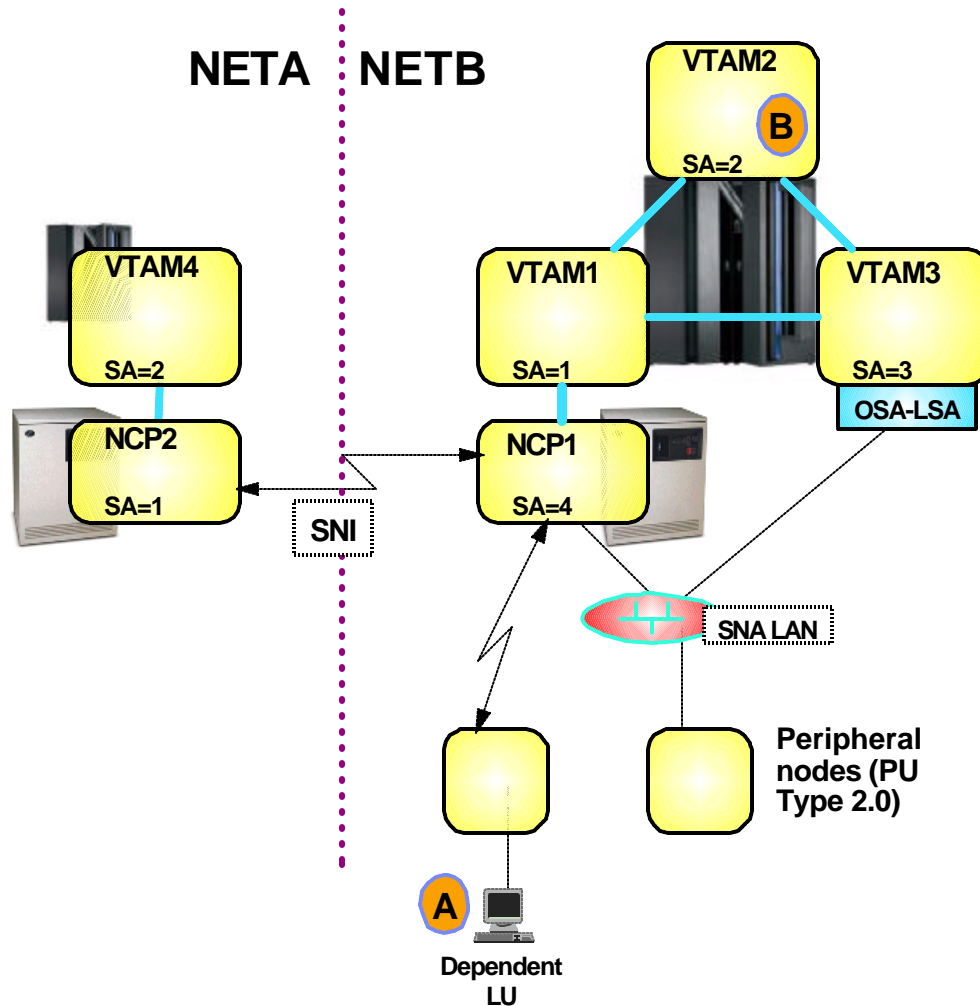 NETA
NETB
VTAM2
B
SA=2
VTAM4
SA=2
VTAM1
SA=1
VTAM3
SA=3
OSA-LSA
NCP2
SA=1
NCP1
SA=4
SNI
SNA LAN
Peripheral
nodes (PU
Type 2.0)
A
Dependent
LU